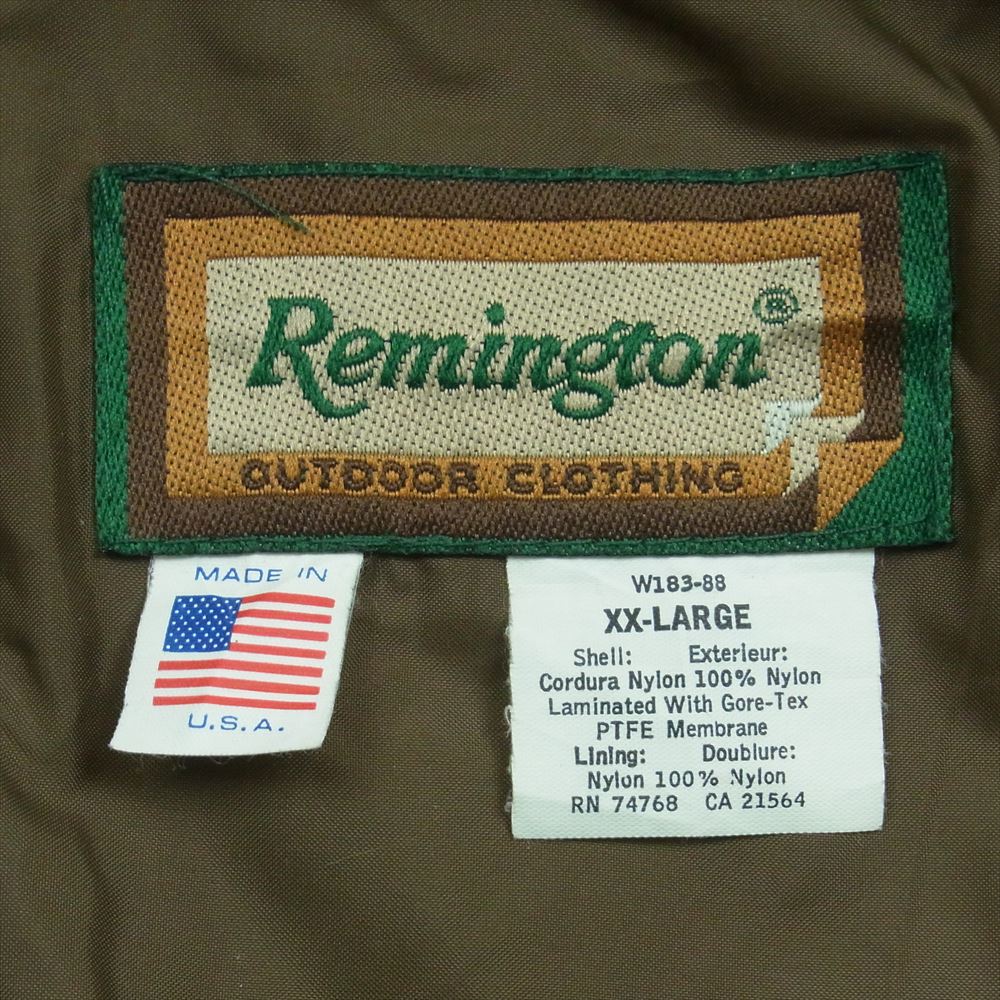 Remington®
OUTDOOR CLOTHING
MADE IN
U.S.A.
W183-88
XX-LARGE
Shell: Exterieur:
Cordura Nylon 100% Nylon
Laminated With Gore-Tex
PTFE Membrane
Lining: Doublure:
Nylon 100% Nylon
RN 74768 CA 21564